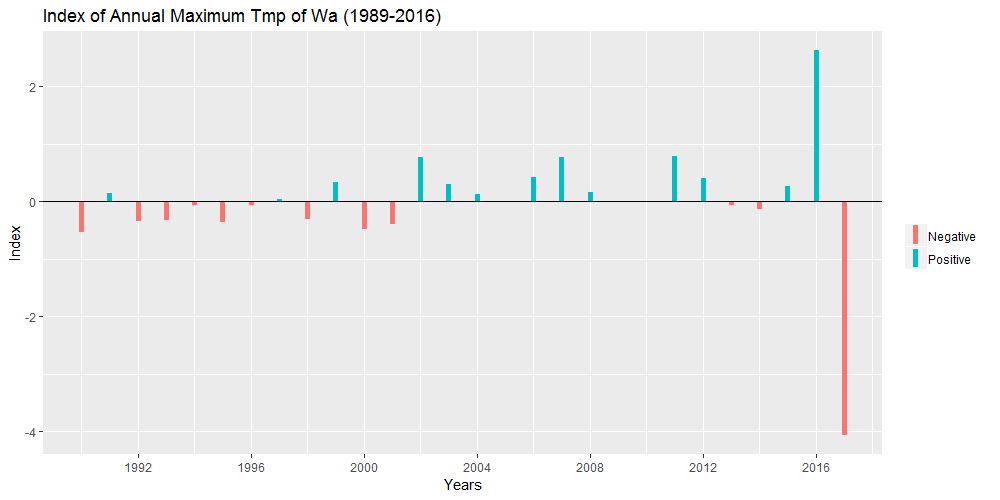 Index of Annual Maximum Tmp of Wa (1989-2016)
2
0
-2
-4
Index
1992 1996 2000 2004 2008 2012 2016
Years
Negative
Positive